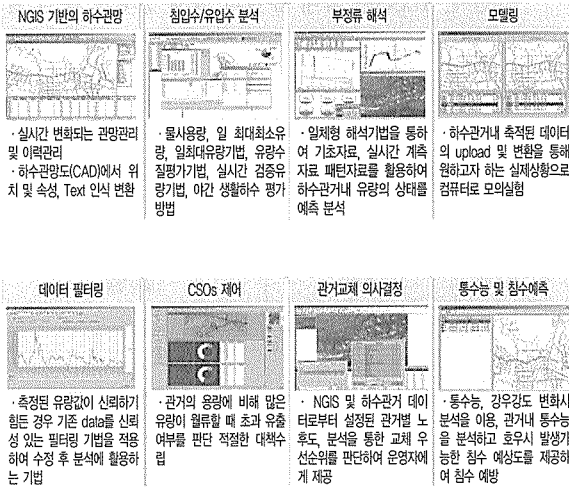 NGIS 기반의 하수관망
· 실시간 변화되는 관망관리
및 이력관리
· 하수관망도(CAD)에서 위
치 및 속성, Text 인식 변환
침입수/유입수 분석
· 물사용량, 일 최대최소유
량, 일최대유량기법, 유량수
질평가기법, 실시간 검증유
량기법, 야간 생활하수 평가
방법
부정류 해석
· 일체형 해석기법을 통하
여 기초자료, 실시간 계측
자료 패턴자료를 활용하여
하수관거내 유량의 상태를
예측 분석
모델링
· 하수관거내 축적된 데이터
의 upload 및 변환을 통해
원하고자 하는 실제상황으로
컴퓨터로 모의실험
데이터 필터링
· 측정된 유량값이 신뢰하기
힘든 경우 기존 data를 신뢰
성 있는 필터링 기법을 적용
하여 수정 후 분석에 활용하
는 기법
CSOs 제어
· 관거의 용량에 비해 많은
유량이 월류할 때 초과 유출
여부를 판단 적절한 대책수
립
관거교체 의사결정
· NGIS 및 하수관거 데이
터로부터 설정된 관거별 노
후도, 분석을 통한 교체 우
선순위를 판단하여 운영자에
게 제공
통수능 및 침수예측
· 통수능, 강우강도 변화시
분석을 이용, 관거내 통수능
을 분석하고 호우시 발생가
능한 침수 예상도를 제공하
여 침수 예방